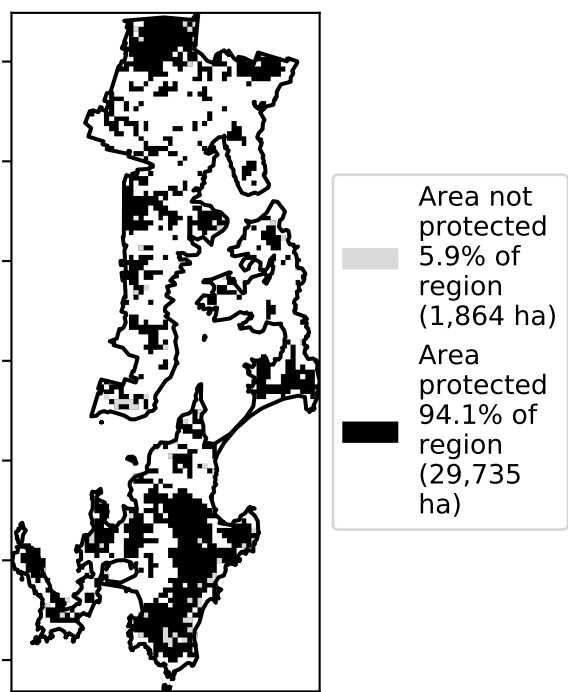 Area not
protected
5.9% of
region
(1,864 ha)
Area
protected
94.1% of
region
(29,735
ha)